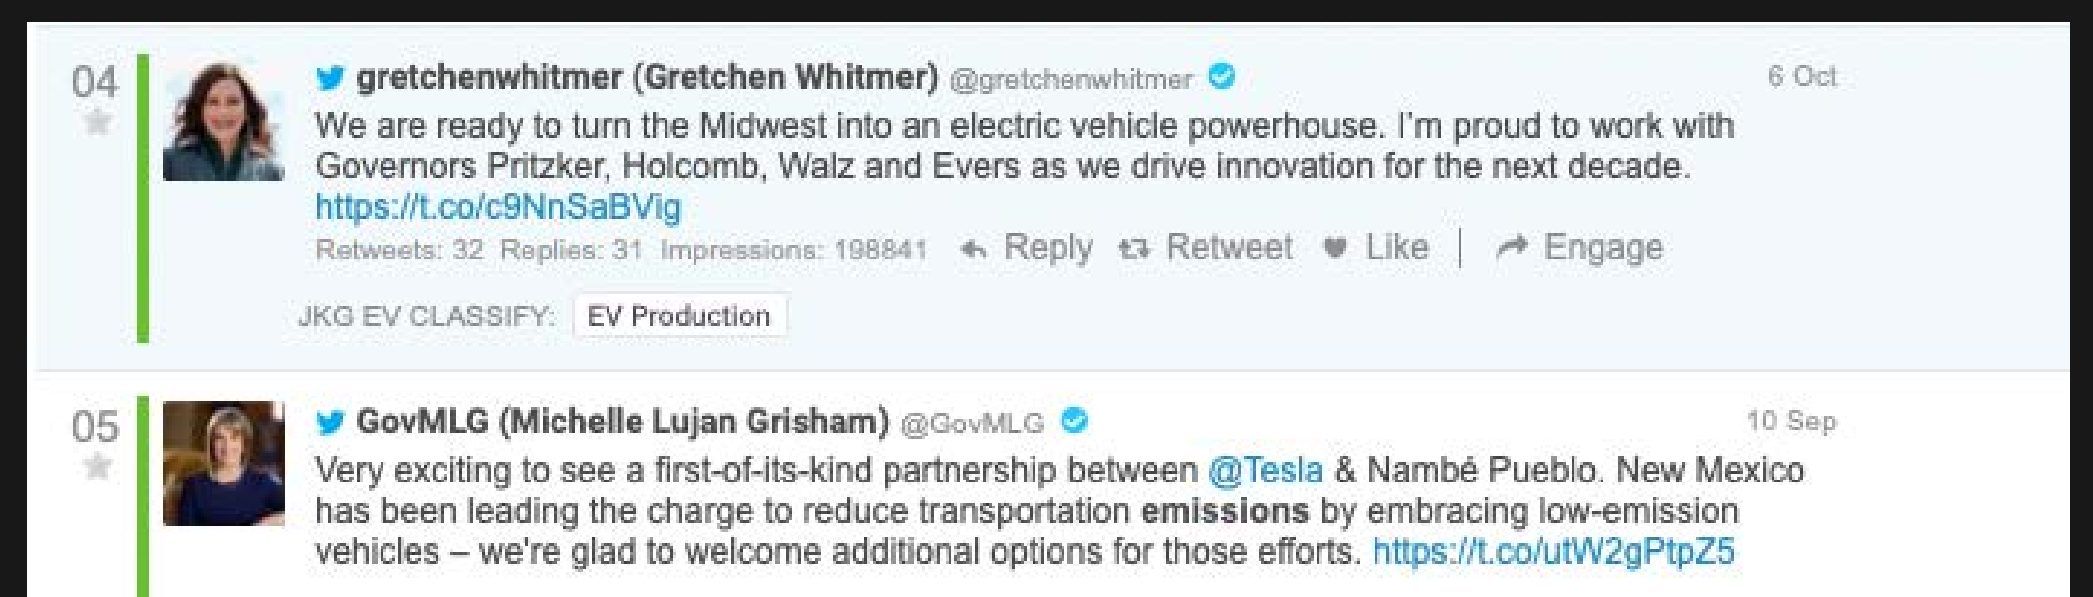 04
gretchenwhitmer (Gretchen Whitmer) @gretchenwhitmer 6 Oct
We are ready to turn the Midwest into an electric vehicle powerhouse. I'm proud to work with
Governors Pritzker, Holcomb, Walz and Evers as we drive innovation for the next decade.
https://t.co/c9NnSaBVig
Retweets: 32 Replies: 31 Impressions: 198841 Reply Retweet Like | Engage
JKG EV CLASSIFY: EV Production
05
GovMLG (Michelle Lujan Grisham) @GovMLG 10 Sep
Very exciting to see a first-of-its-kind partnership between @Tesla & Nambé Pueblo. New Mexico
has been leading the charge to reduce transportation emissions by embracing low-emission
vehicles – we're glad to welcome additional options for those efforts. https://t.co/utW2gPtpZ5